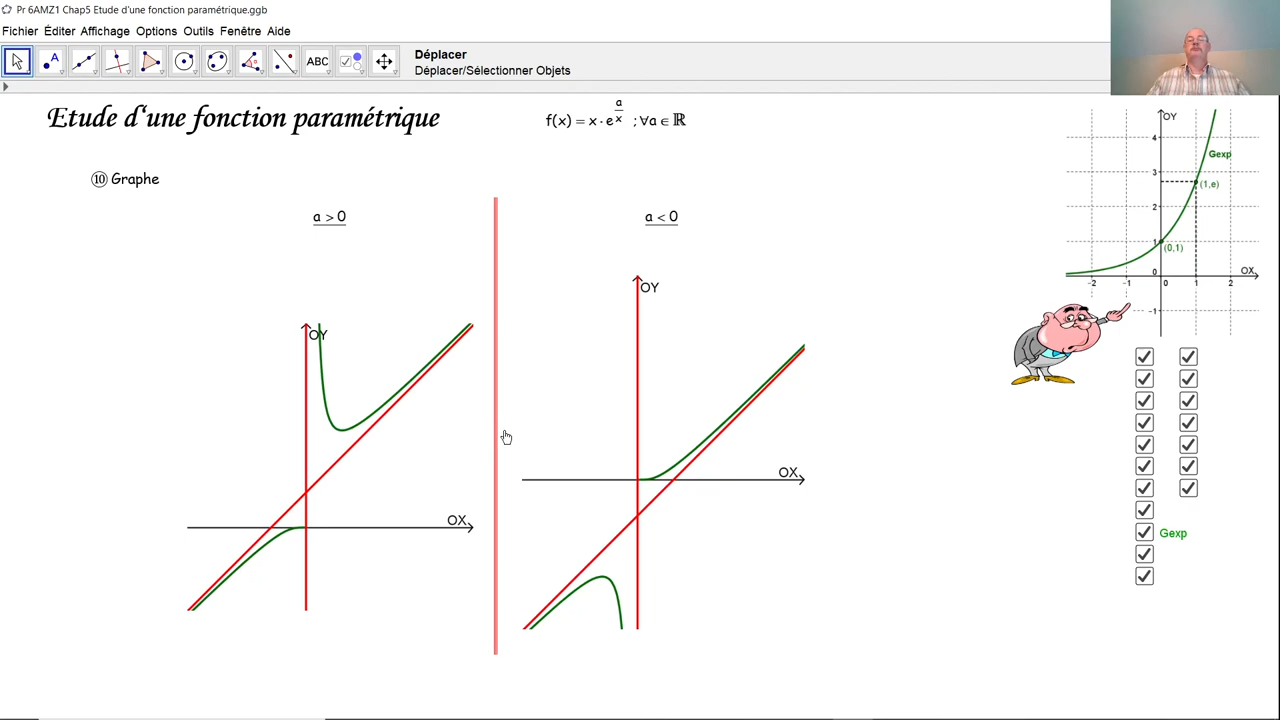 Pr 6AMZ1 Chap5 Etude d'une fonction paramétrique.ggb
Fichier Éditer Affichage Options Outils Fenêtre Aide
A
ABC
Déplacer
Déplacer/Sélectionner Objets
Etude d'une fonction paramétrique
f(x) = x · e^(a/x) ; ∀a ∈ ℝ
⑩ Graphe
a > 0
a < 0
OY
OX
OY
OX
OY
4
Gexp
3
(1,e)
2
1
(0,1)
0
OX
-2 -1 0 1 2
-1
Gexp